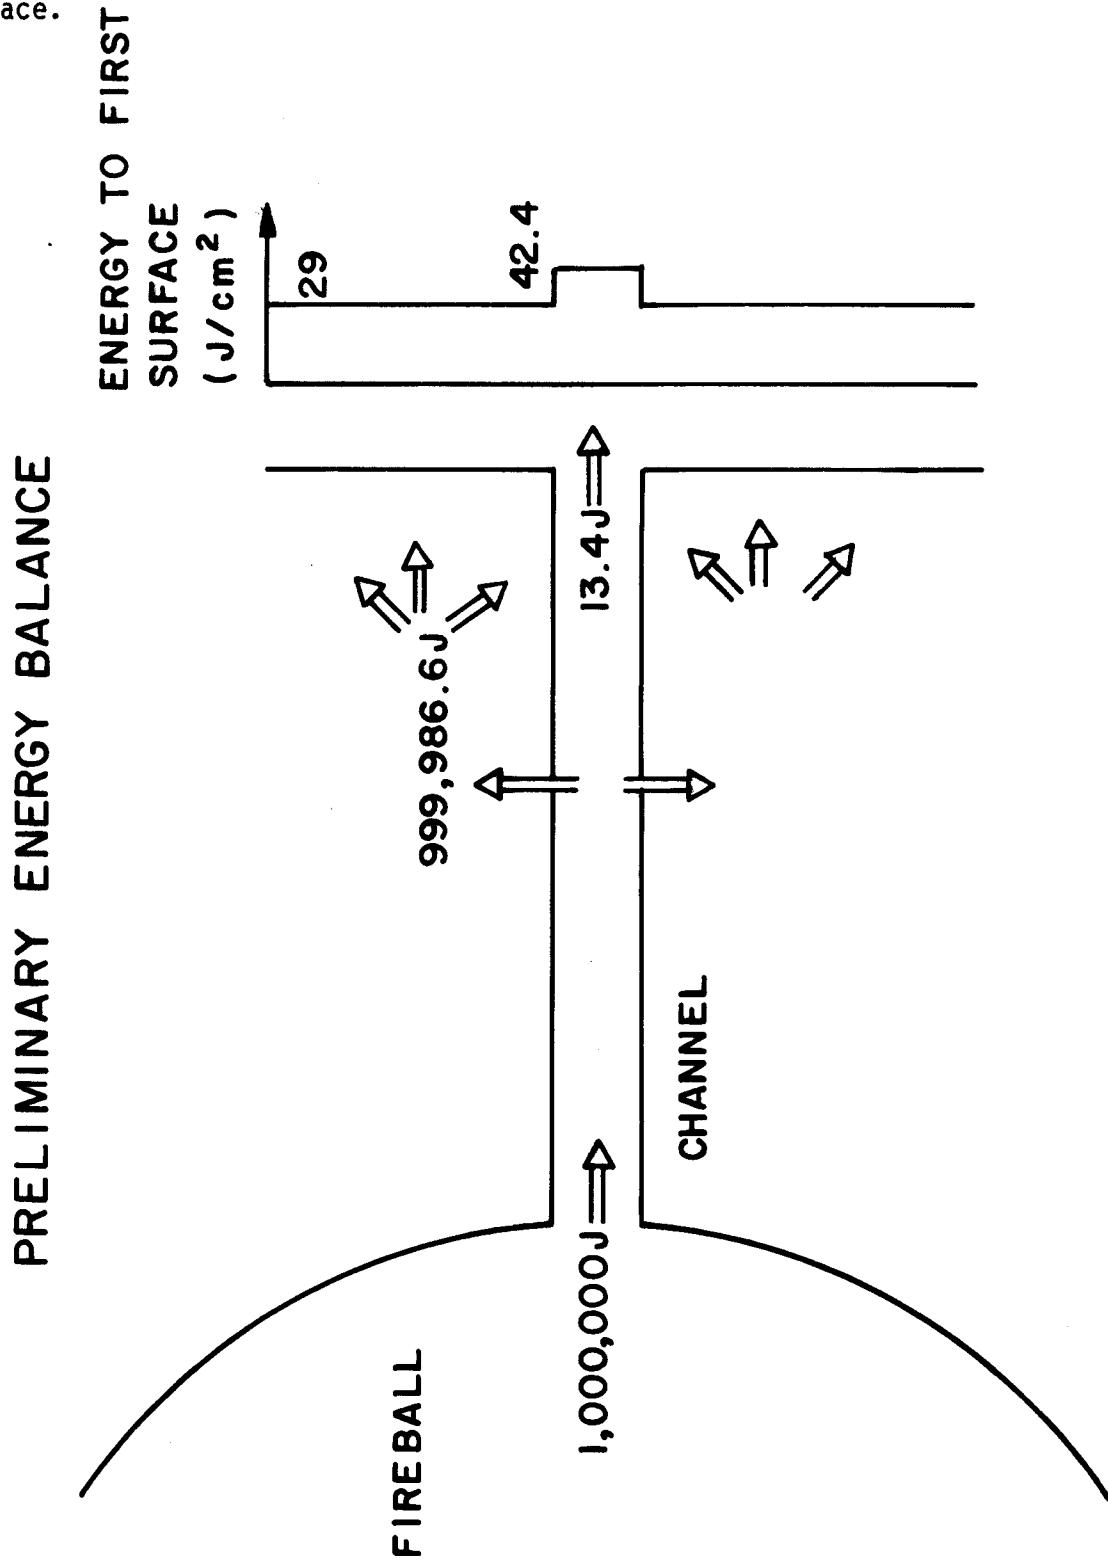 ace.
PRELIMINARY ENERGY BALANCE
ENERGY TO FIRST
SURFACE
(J/cm²)
29
42.4
999,986.6J
13.4J
1,000,000J
CHANNEL
FIREBALL